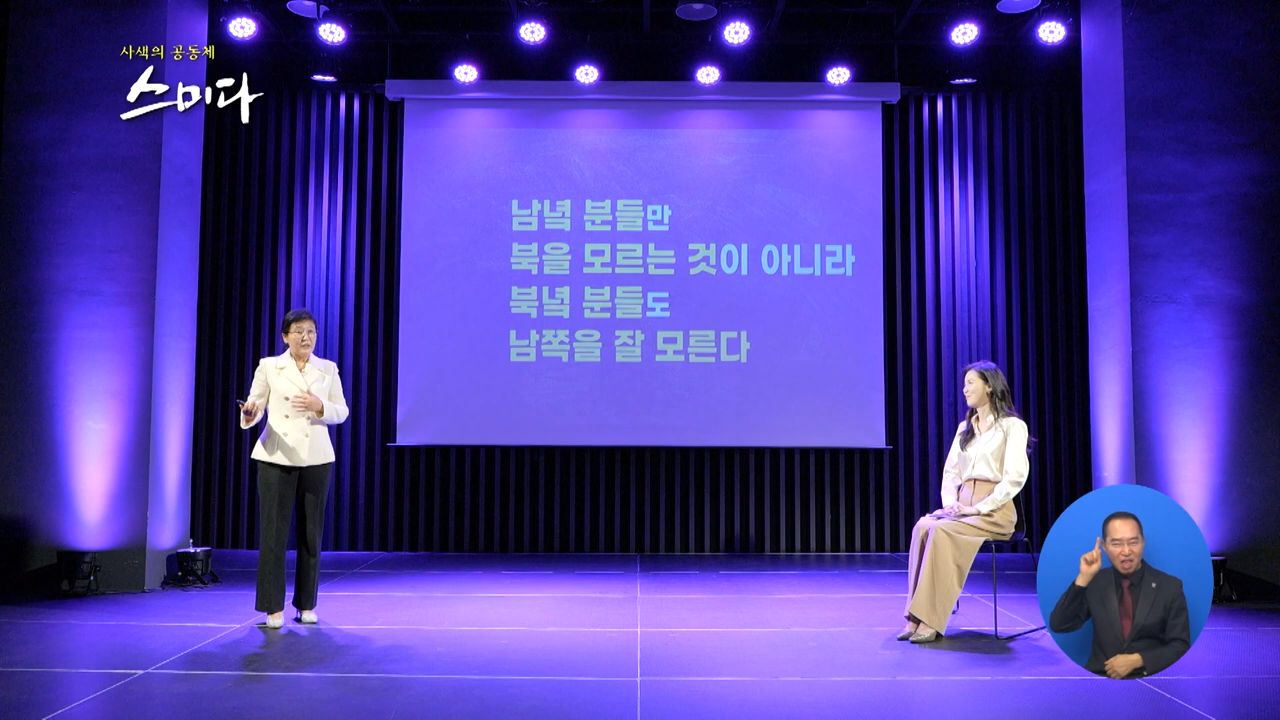 사색의 공동체
스미다
남녘 분들만
북을 모르는 것이 아니라
북녘 분들도
남쪽을 잘 모른다